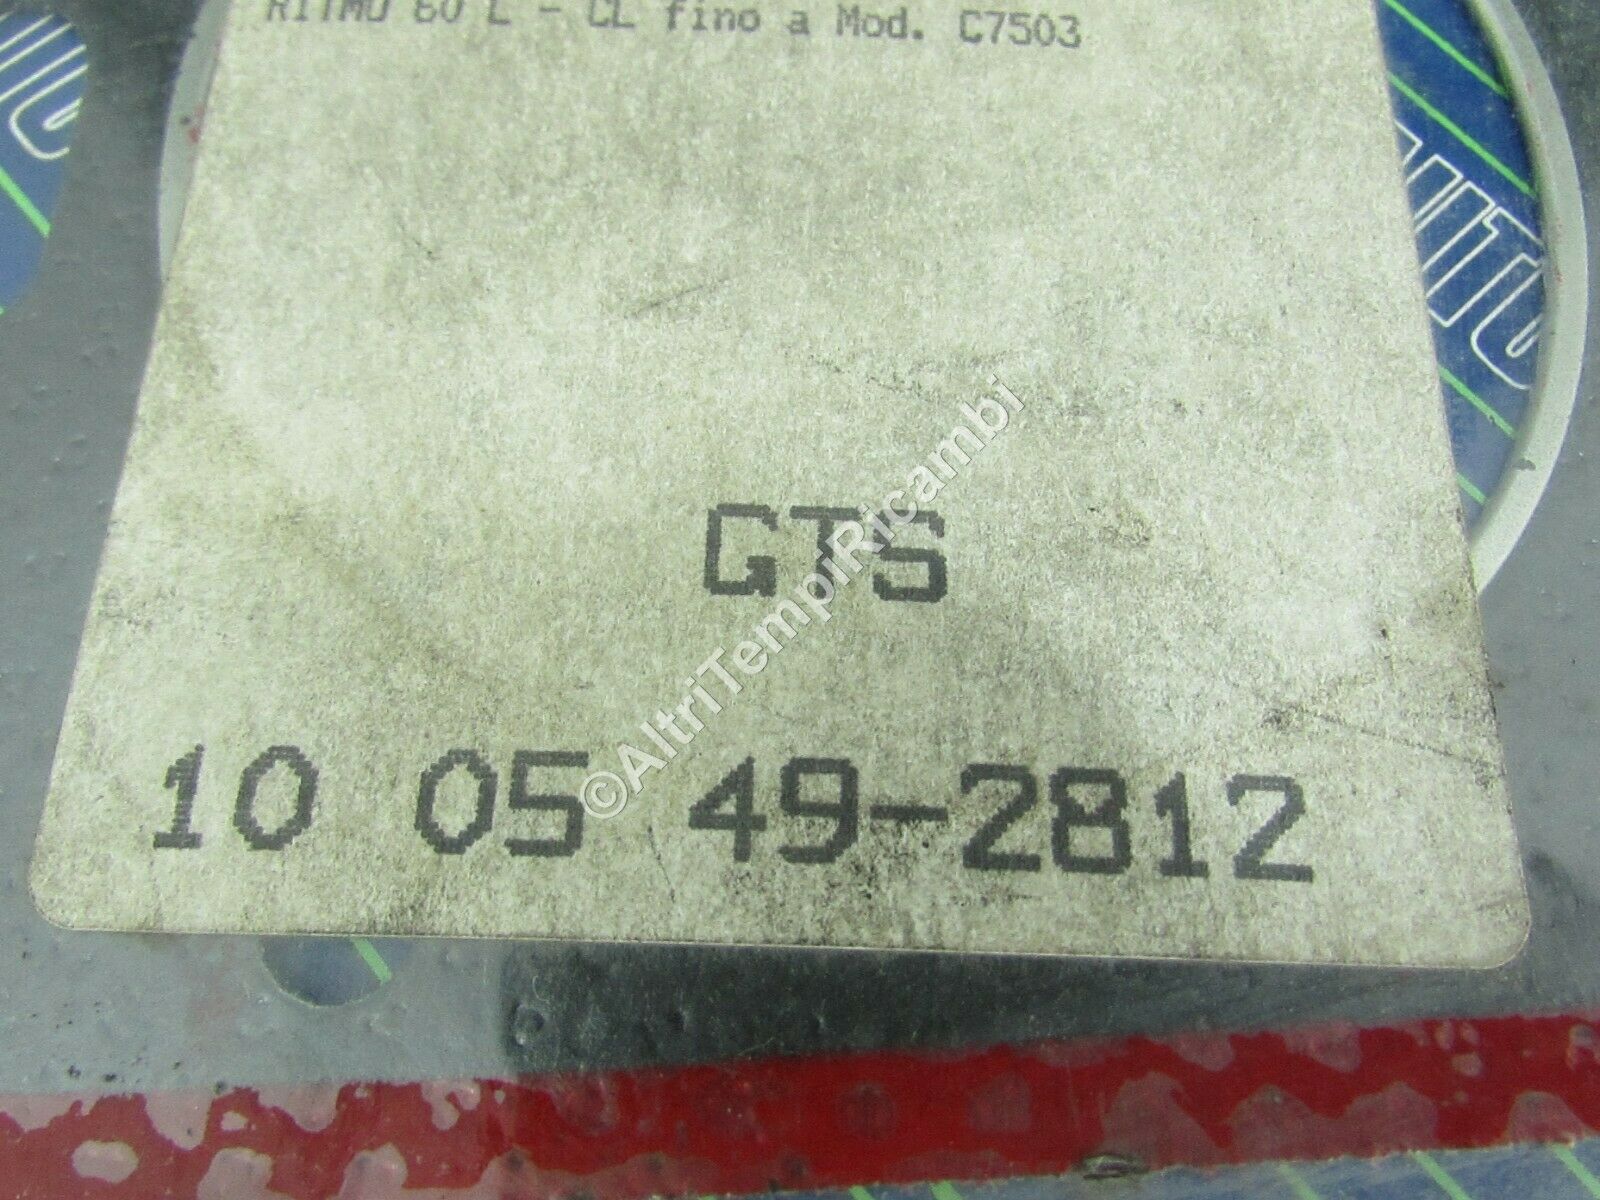 RITMO 60 L - CL fino a Mod. C7503
GTS
10 05 49-2812
©AltriTempiRicambi